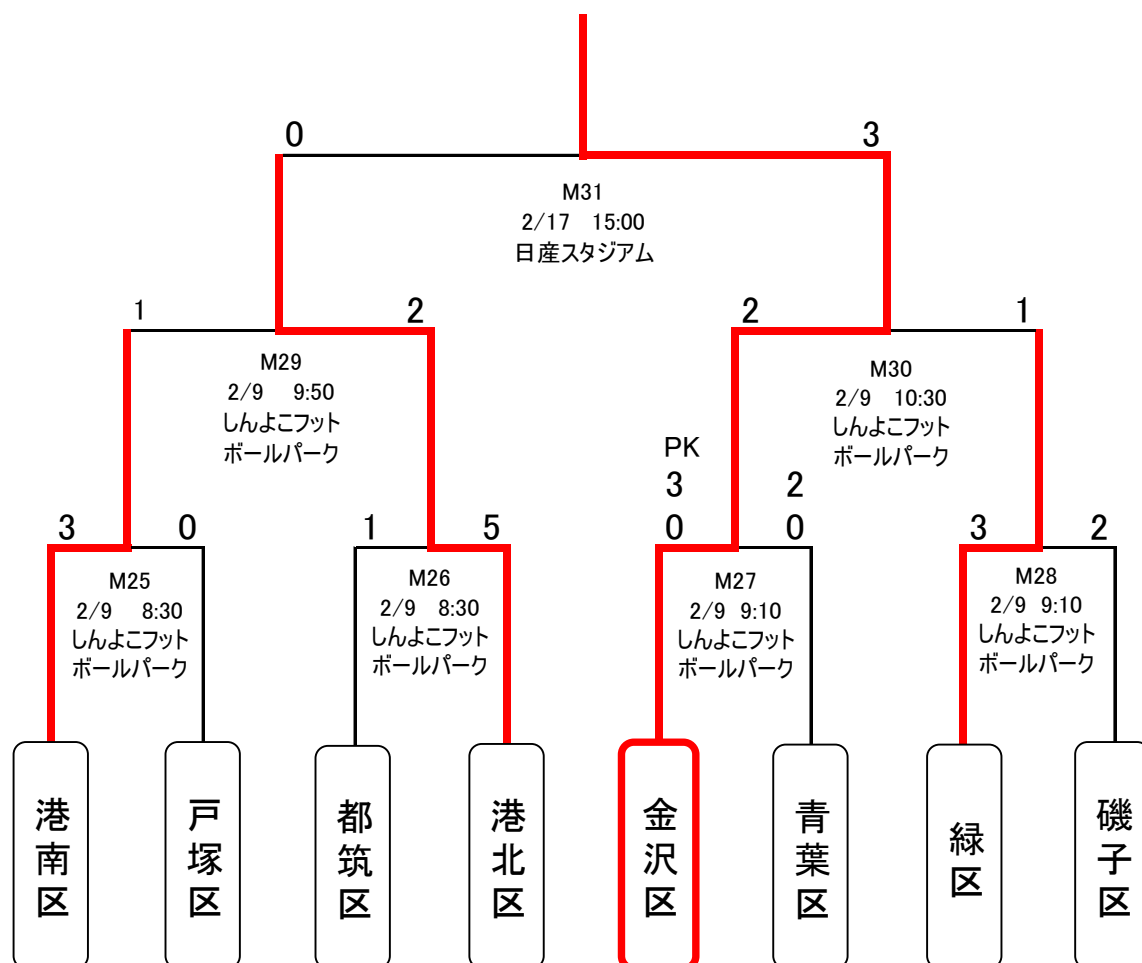 0
3
M31
2/17 15:00
日産スタジアム
1
2
2
1
M29
2/9 9:50
しんよこフット
ボールパーク
M30
2/9 10:30
しんよこフット
ボールパーク
PK
3
2
3
0
1
5
0
0
3
2
M25
2/9 8:30
しんよこフット
ボールパーク
M26
2/9 8:30
しんよこフット
ボールパーク
M27
2/9 9:10
しんよこフット
ボールパーク
M28
2/9 9:10
しんよこフット
ボールパーク
港南区
戸塚区
都筑区
港北区
金沢区
青葉区
緑区
磯子区